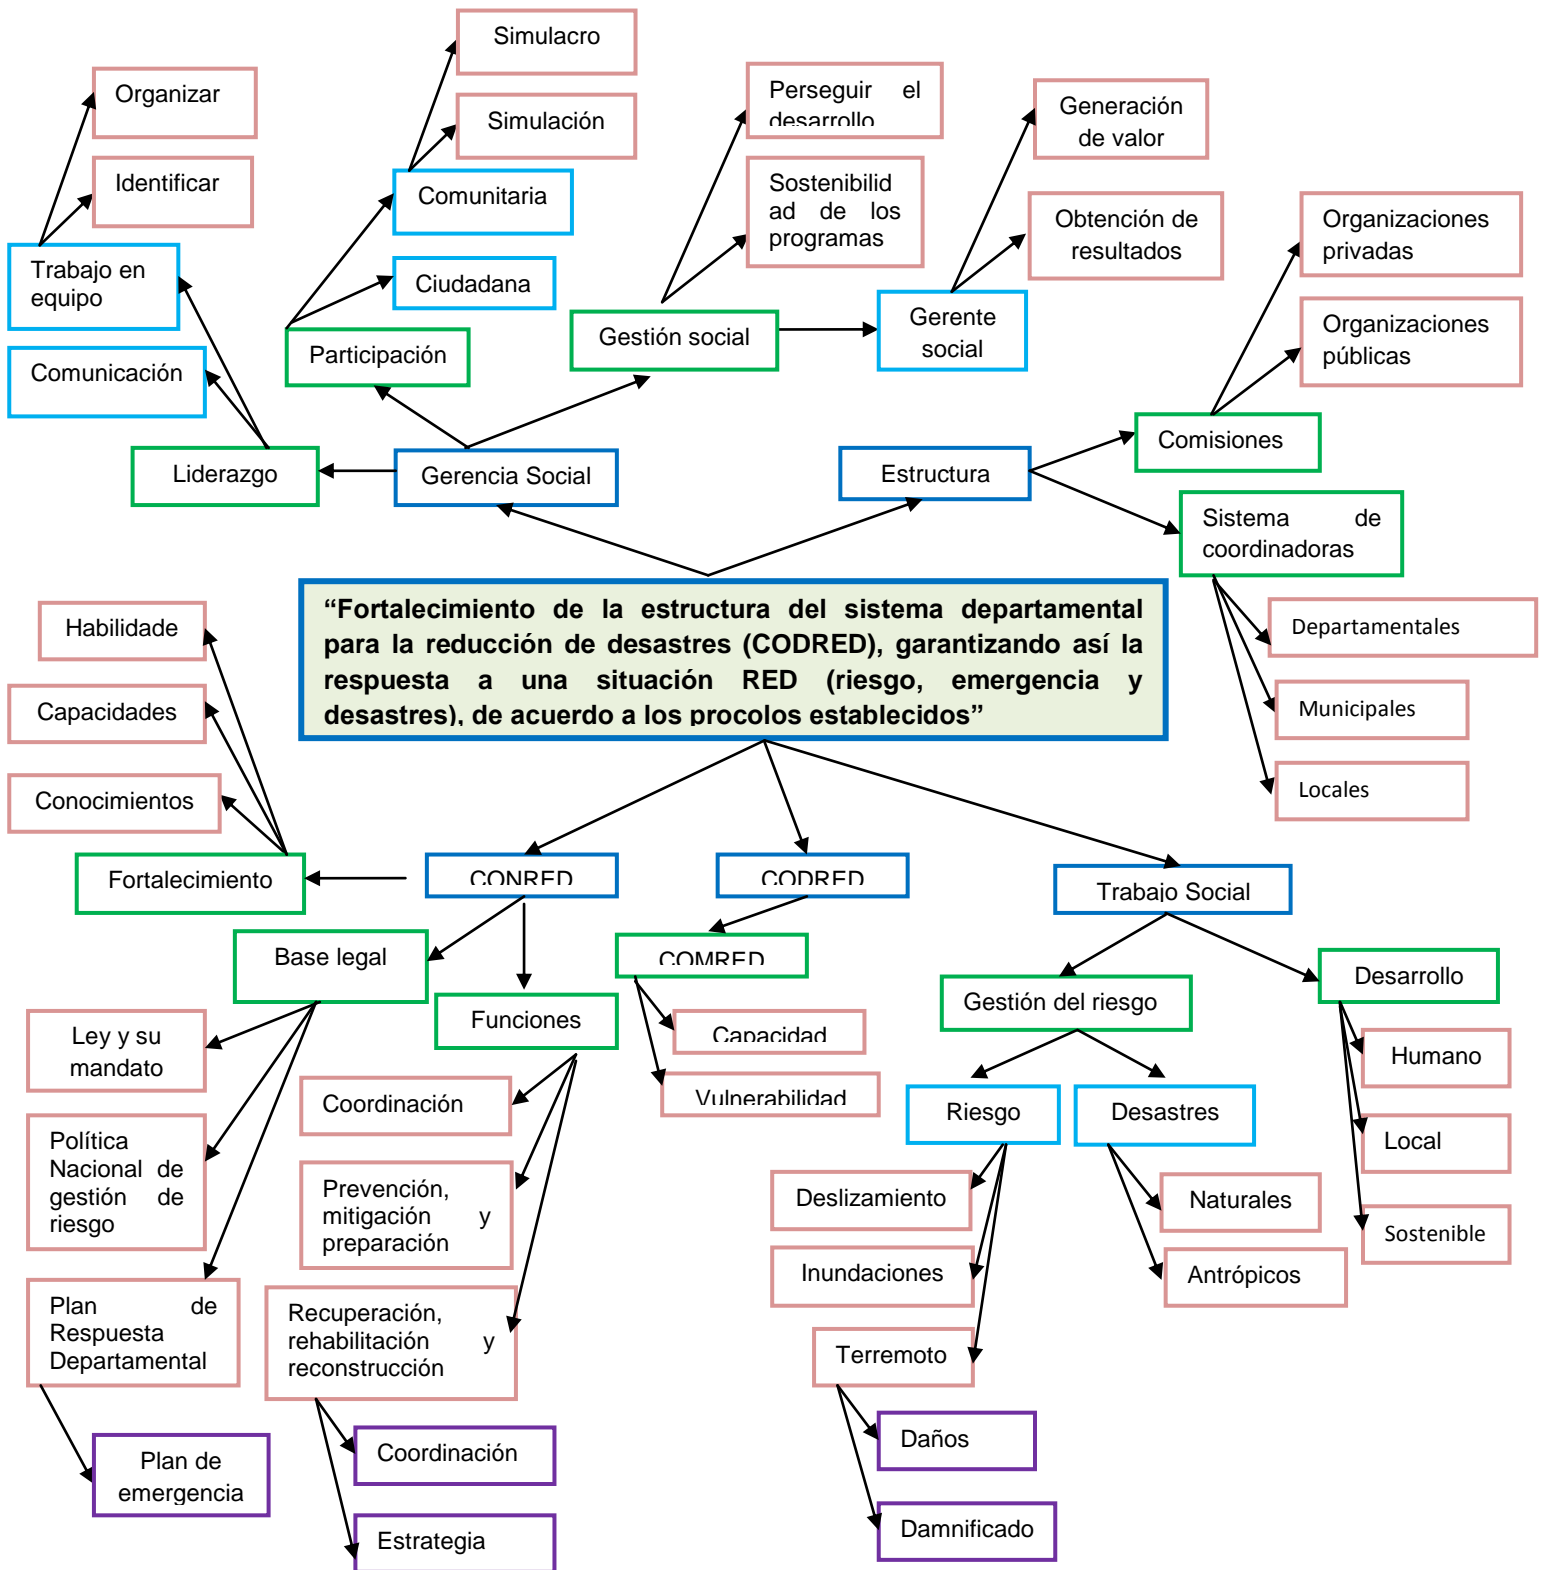 Simulacro
Organizar
Perseguir el
desarrollo
Generación
de valor
Simulación
Identificar
Sostenibilid
ad de los
programas
Comunitaria
Organizaciones
privadas
Obtención de
resultados
Trabajo en
equipo
Ciudadana
Gerente
social
Organizaciones
públicas
Gestión social
Participación
Comunicación
Comisiones
Liderazgo
Gerencia Social
Estructura
Sistema de
coordinadoras
“Fortalecimiento de la estructura del sistema departamental
para la reducción de desastres (CODRED), garantizando así la
respuesta a una situación RED (riesgo, emergencia y
desastres), de acuerdo a los procolos establecidos”
Habilidade
Departamentales
Capacidades
Municipales
Conocimientos
Locales
Fortalecimiento
CONRED
CODRED
Trabajo Social
Base legal
COMRED
Desarrollo
Gestión del riesgo
Funciones
Ley y su
mandato
Capacidad
Humano
Vulnerabilidad
Coordinación
Riesgo
Desastres
Política
Nacional de
gestión de
riesgo
Local
Prevención,
mitigación y
preparación
Deslizamiento
Naturales
Sostenible
Inundaciones
Antrópicos
Plan de
Respuesta
Departamental
Recuperación,
rehabilitación y
reconstrucción
Terremoto
Plan de
emergencia
Coordinación
Daños
Estrategia
Damnificado